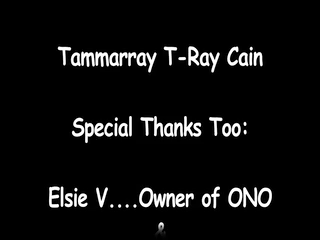 Tammarray T-Ray Cain
Special Thanks Too:
Elsie V....Owner of ONO